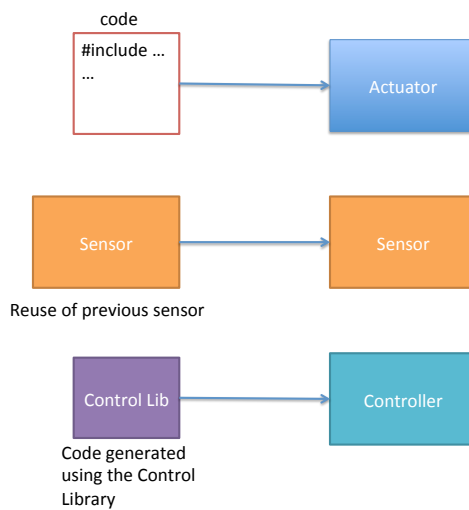 code
#include …
…
Actuator
Sensor
Sensor
Reuse of previous sensor
Control Lib
Controller
Code generated
using the Control
Library